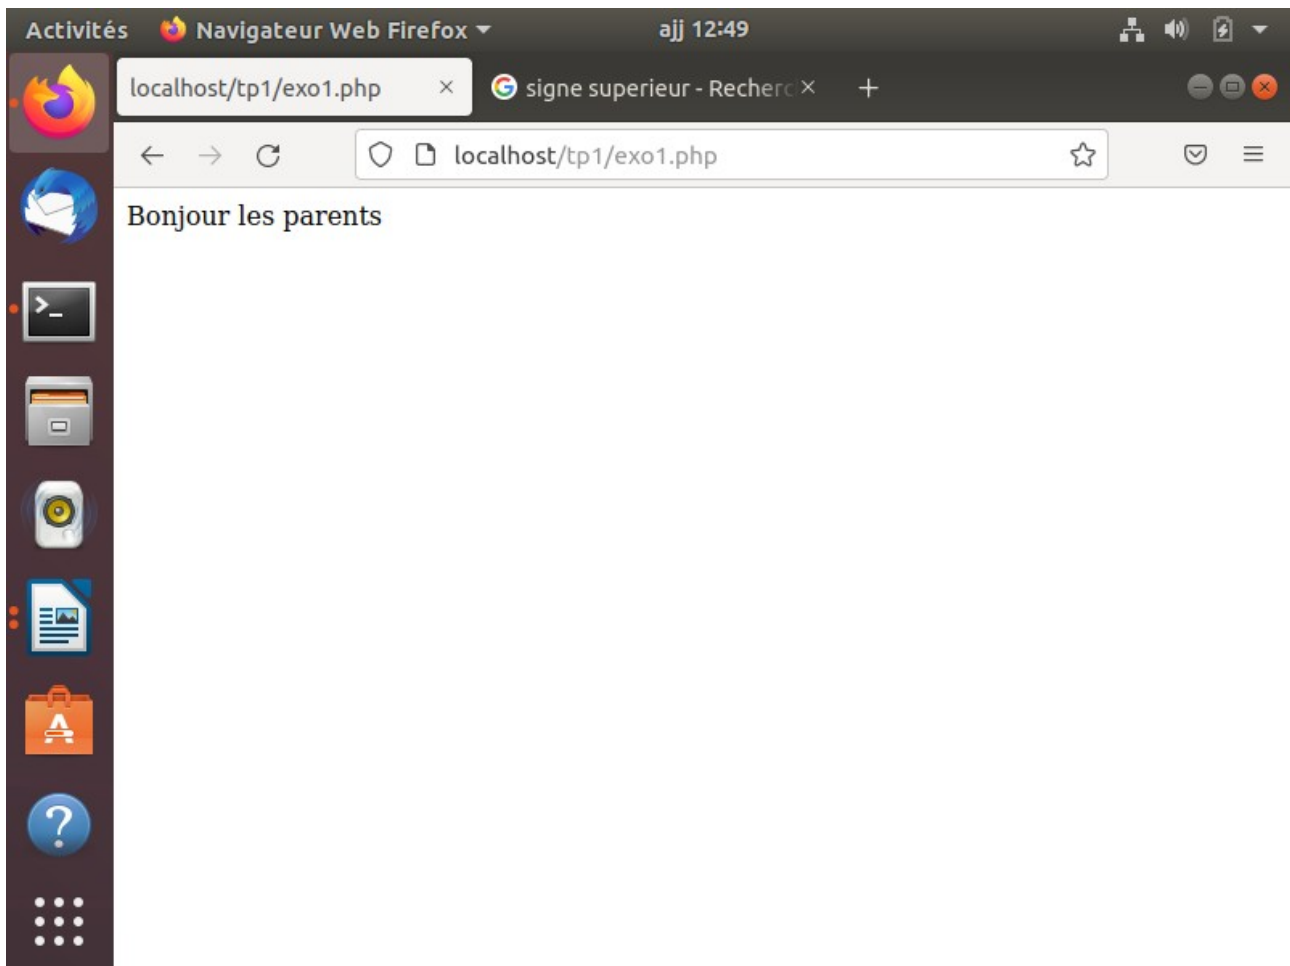 Activités Navigateur Web Firefox ajj 12:49
localhost/tp1/exo1.php signe superieur - Recherc
localhost/tp1/exo1.php
Bonjour les parents